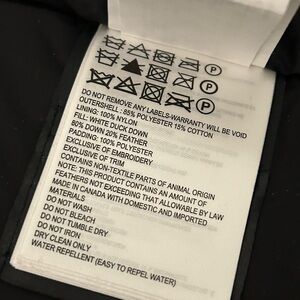 P
P
P
DO NOT REMOVE ANY LABELS-WARRANTY WILL BE VOID
OUTERSHELL : 85% POLYESTER 15% COTTON
LINING: 100% NYLON
FILL: WHITE DUCK DOWN
80% DOWN 20% FEATHER
PADDING: 100% POLYESTER
EXCLUSIVE OF EMBROIDERY
EXCLUSIVE OF TRIM
CONTAINS NON-TEXTILE PARTS OF ANIMAL ORIGIN
NOTE: THIS PRODUCT CONTAINS AN AMOUNT OF
FEATHERS NOT EXCEEDING THAT ALLOWABLE BY LAW
MADE IN CANADA WITH DOMESTIC AND IMPORTED
MATERIALS
DO NOT WASH
DO NOT BLEACH
DO NOT TUMBLE DRY
DO NOT IRON
DRY CLEAN ONLY
WATER REPELLENT (EASY TO REPEL WATER)